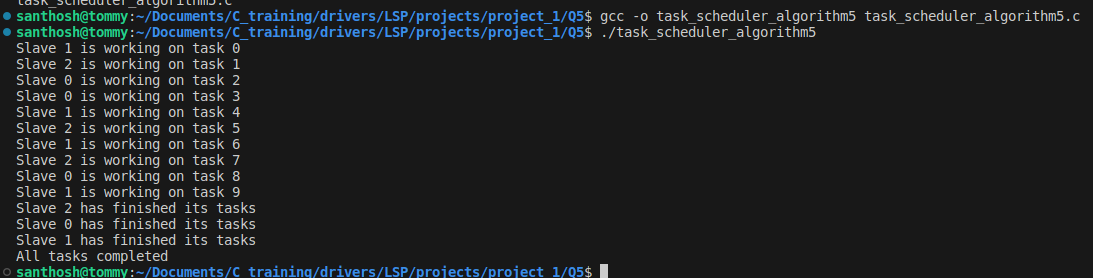 task_scheduler_algorithm5.c
santhosh@tommy:~/Documents/C_training/drivers/LSP/projects/project_1/Q5$ gcc -o task_scheduler_algorithm5 task_scheduler_algorithm5.c
santhosh@tommy:~/Documents/C_training/drivers/LSP/projects/project_1/Q5$ ./task_scheduler_algorithm5
Slave 1 is working on task 0
Slave 2 is working on task 1
Slave 0 is working on task 2
Slave 0 is working on task 3
Slave 1 is working on task 4
Slave 2 is working on task 5
Slave 1 is working on task 6
Slave 2 is working on task 7
Slave 0 is working on task 8
Slave 1 is working on task 9
Slave 2 has finished its tasks
Slave 0 has finished its tasks
Slave 1 has finished its tasks
All tasks completed
santhosh@tommy:~/Documents/C_training/drivers/LSP/projects/project_1/Q5$